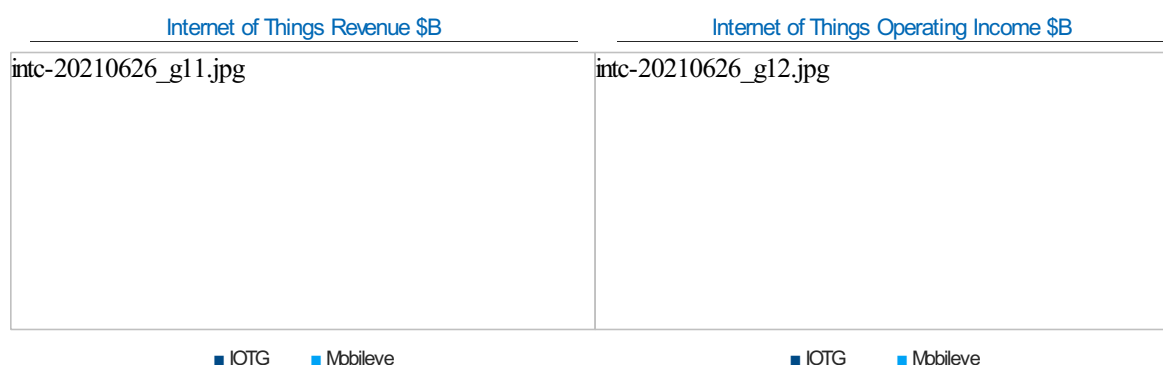 Internet of Things Revenue $B
Internet of Things Operating Income $B
intc-20210626_g11.jpg
intc-20210626_g12.jpg
IOTG Mobileye
IOTG Mobileye